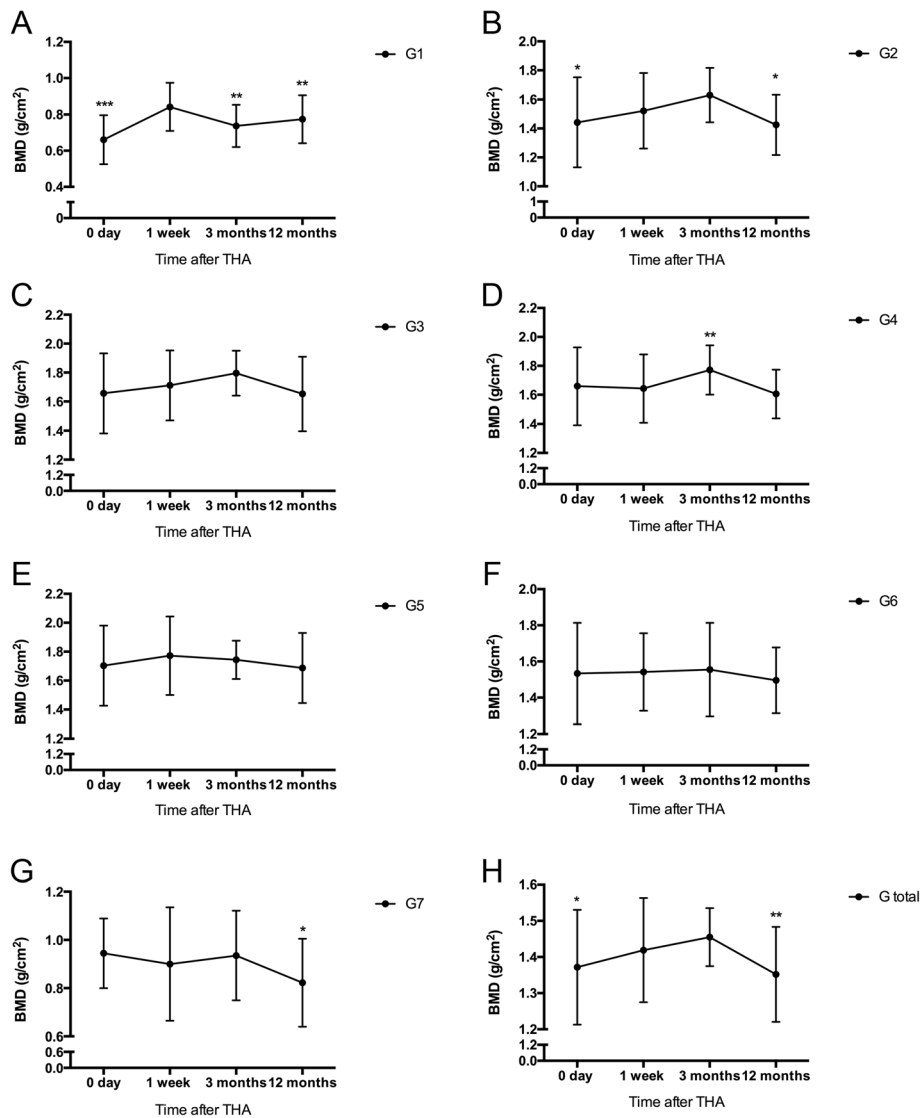 A
G1
BMD (g/cm²)
1.2
1.0
0.8
0.6
0.4
0
***
**
**
0 day 1 week 3 months 12 months
Time after THA
B
G2
BMD (g/cm²)
2.0
1.8
1.6
1.4
1.2
1.0
1
0
*
*
0 day 1 week 3 months 12 months
Time after THA
C
G3
BMD (g/cm²)
2.2
2.0
1.8
1.6
1.4
1.2
1.2
0.0
0 day 1 week 3 months 12 months
Time after THA
D
G4
BMD (g/cm²)
2.2
2.0
1.8
1.6
1.4
1.2
1.2
0.0
**
0 day 1 week 3 months 12 months
Time after THA
E
G5
BMD (g/cm²)
2.2
2.0
1.8
1.6
1.4
1.2
1.2
0.0
0 day 1 week 3 months 12 months
Time after THA
F
G6
BMD (g/cm²)
2.0
1.8
1.6
1.4
1.2
1.2
0.0
0 day 1 week 3 months 12 months
Time after THA
G
G7
BMD (g/cm²)
1.2
1.0
0.8
0.6
0.6
0.0
*
0 day 1 week 3 months 12 months
Time after THA
H
G total
BMD (g/cm²)
1.6
1.5
1.4
1.3
1.2
1.2
0.0
*
**
0 day 1 week 3 months 12 months
Time after THA